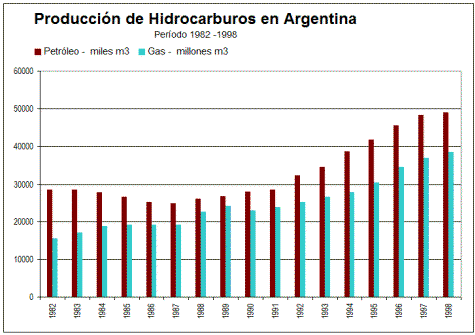 Producción de Hidrocarburos en Argentina
Período 1982 -1998
Petróleo - miles m3 Gas - millones m3
60000
50000
40000
30000
20000
10000
0
1982 1983 1984 1985 1986 1987 1988 1989 1990 1991 1992 1993 1994 1995 1996 1997 1998